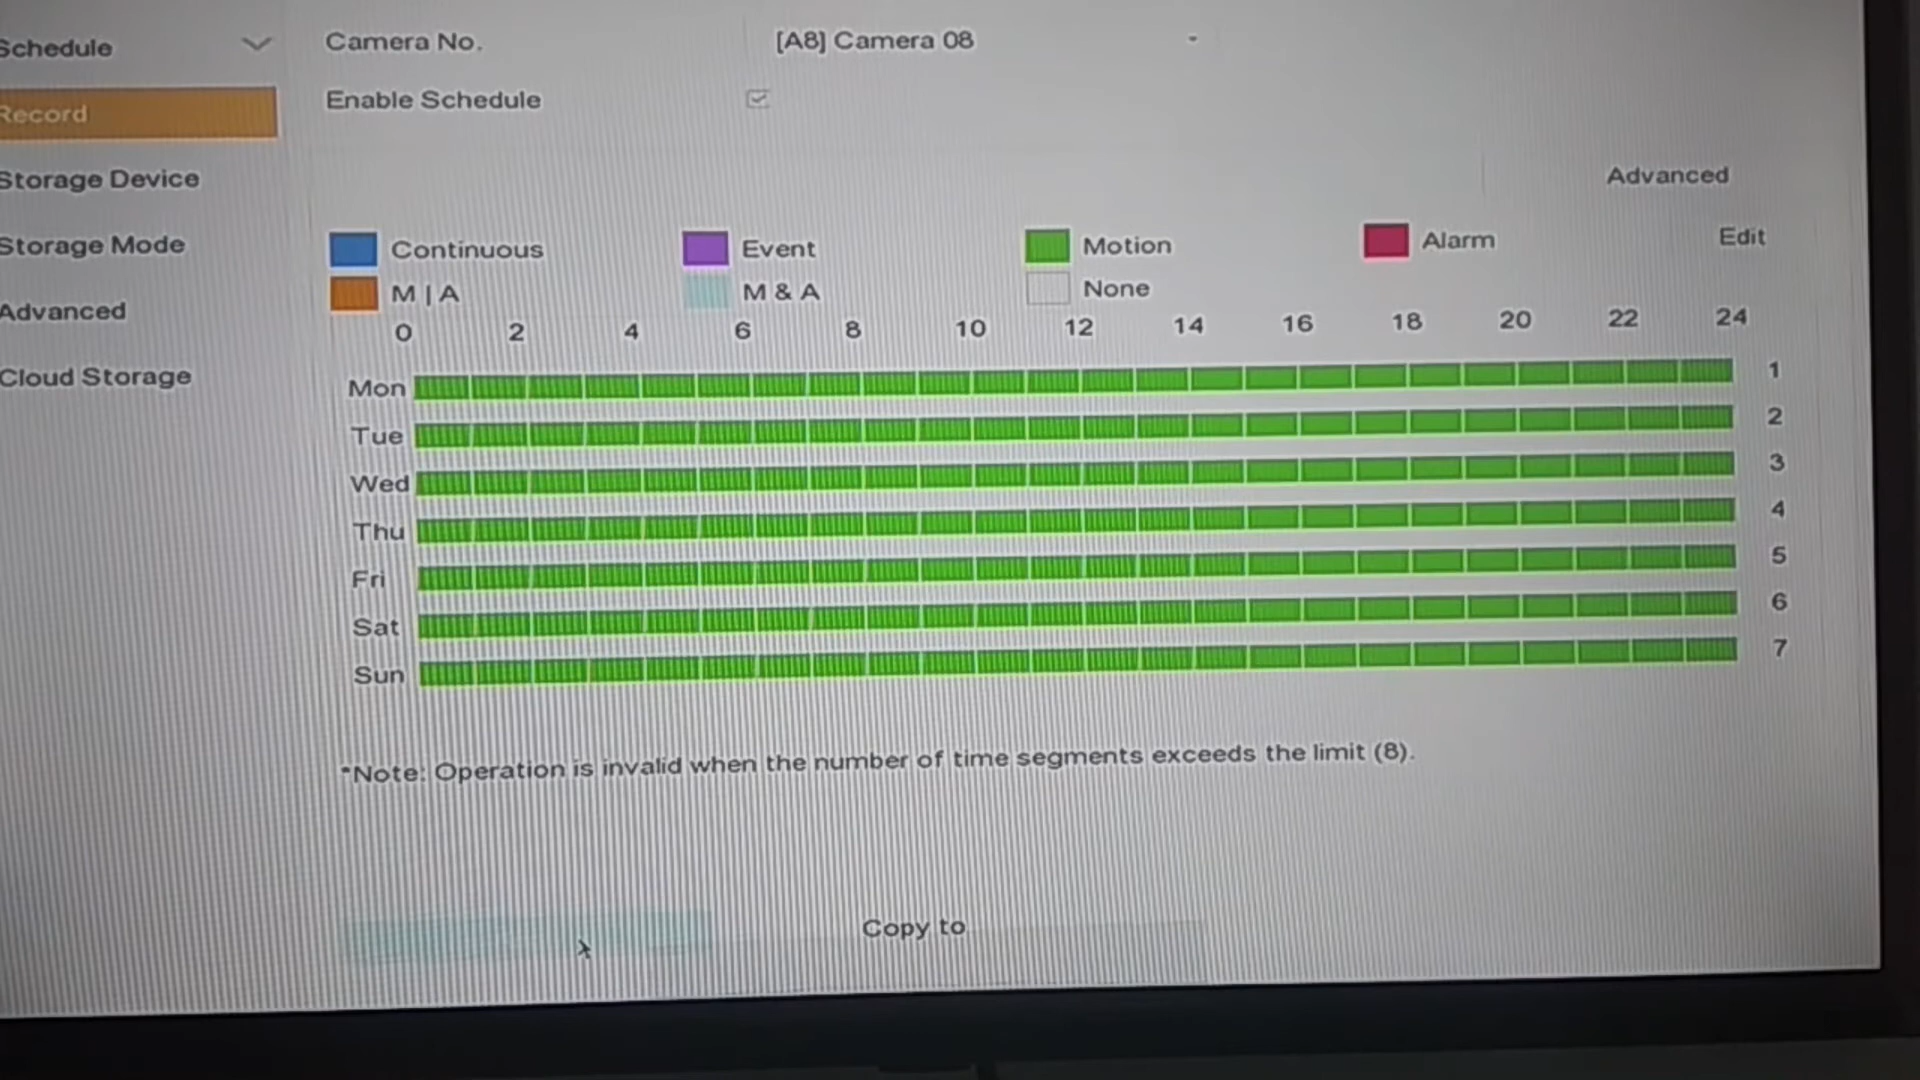 Schedule
Camera No.
[A8] Camera 08
Record
Enable Schedule
Storage Device
Advanced
Storage Mode
Continuous
Event
Motion
Alarm
Edit
M | A
M & A
None
Advanced
0 2 4 6 8 10 12 14 16 18 20 22 24
Cloud Storage
Mon 1
Tue 2
Wed 3
Thu 4
Fri 5
Sat 6
Sun 7
*Note: Operation is invalid when the number of time segments exceeds the limit (8).
Copy to